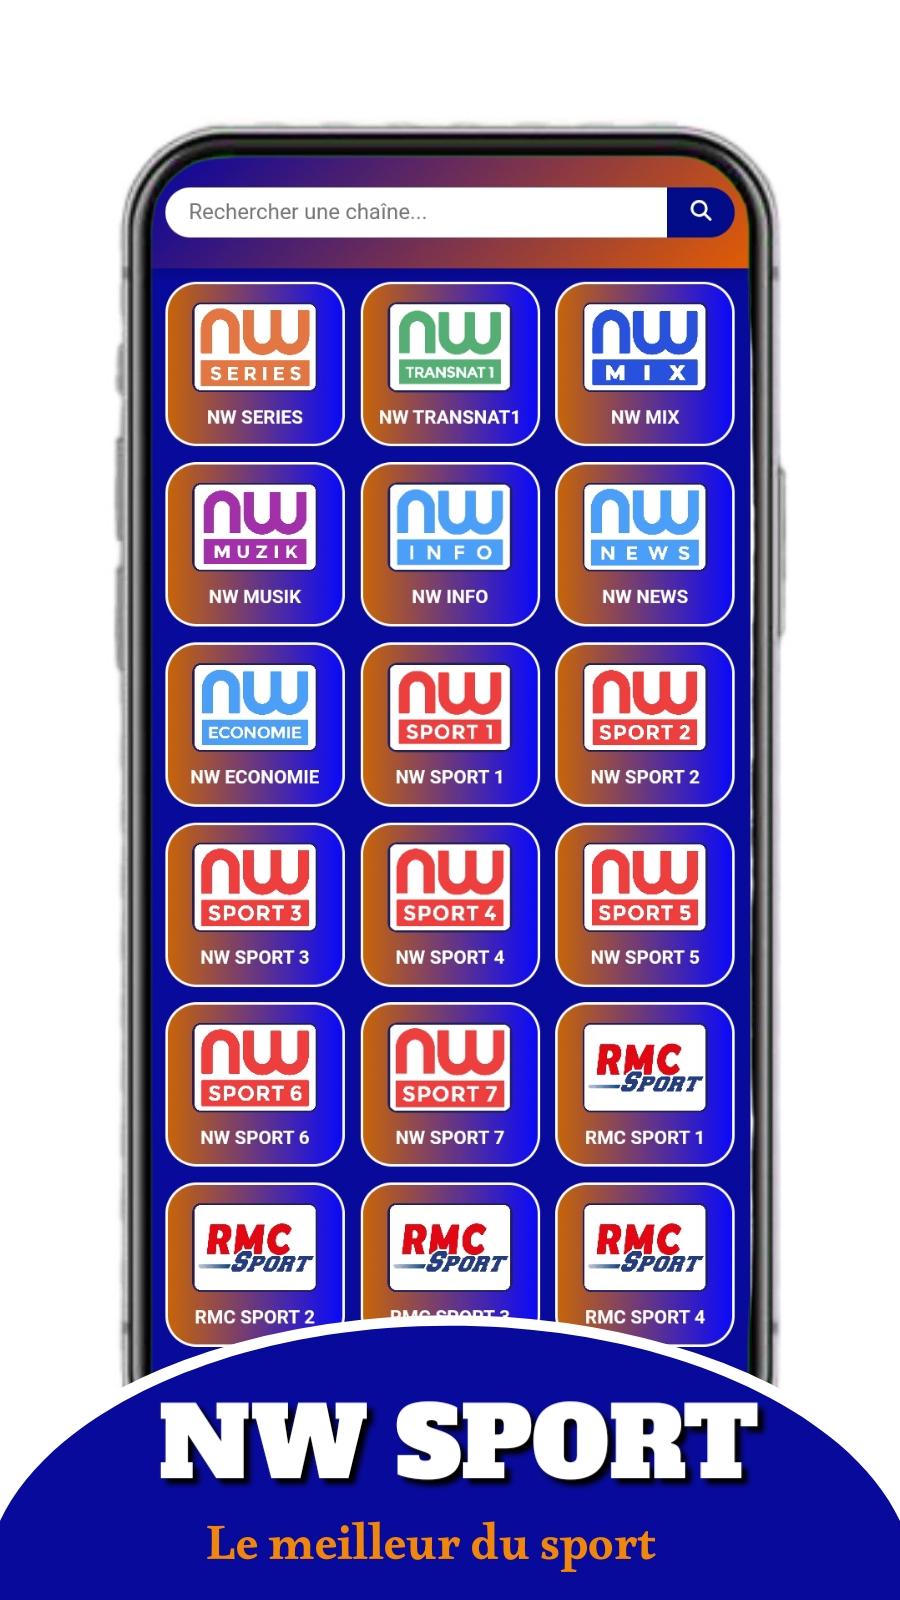 Rechercher une chaîne...
nw SERIES
NW SERIES
nw TRANSNAT 1
NW TRANSNAT1
nw MIX
NW MIX
nw MUZIK
NW MUSIK
nw INFO
NW INFO
nw NEWS
NW NEWS
nw ECONOMIE
NW ECONOMIE
nw SPORT 1
NW SPORT 1
nw SPORT 2
NW SPORT 2
nw SPORT 3
NW SPORT 3
nw SPORT 4
NW SPORT 4
nw SPORT 5
NW SPORT 5
nw SPORT 6
NW SPORT 6
nw SPORT 7
NW SPORT 7
RMC SPORT
RMC SPORT 1
RMC SPORT
RMC SPORT 2
RMC SPORT
RMC SPORT 3
RMC SPORT
RMC SPORT 4
NW SPORT
Le meilleur du sport